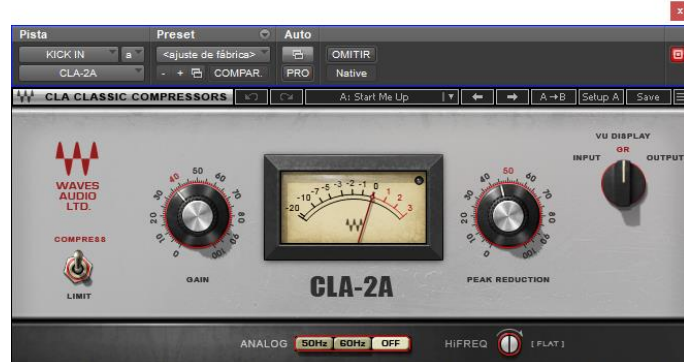 x
Pista Preset Auto
KICK IN a <ajuste de fábrica> OMITIR
CLA-2A - + COMPAR. PRO Native
CLA CLASSIC COMPRESSORS A: Start Me Up A→B Setup A Save
WAVES
AUDIO
LTD.
COMPRESS
LIMIT
0 10 20 30 40 50 60 70 80 90 100
GAIN
-20 -10 -7 -5 -3 -2 -1 0 1 2 3
CLA-2A
0 10 20 30 40 50 60 70 80 90 100
PEAK REDUCTION
VU DISPLAY
GR
INPUT OUTPUT
ANALOG 50Hz 60Hz OFF HiFREQ [FLAT]